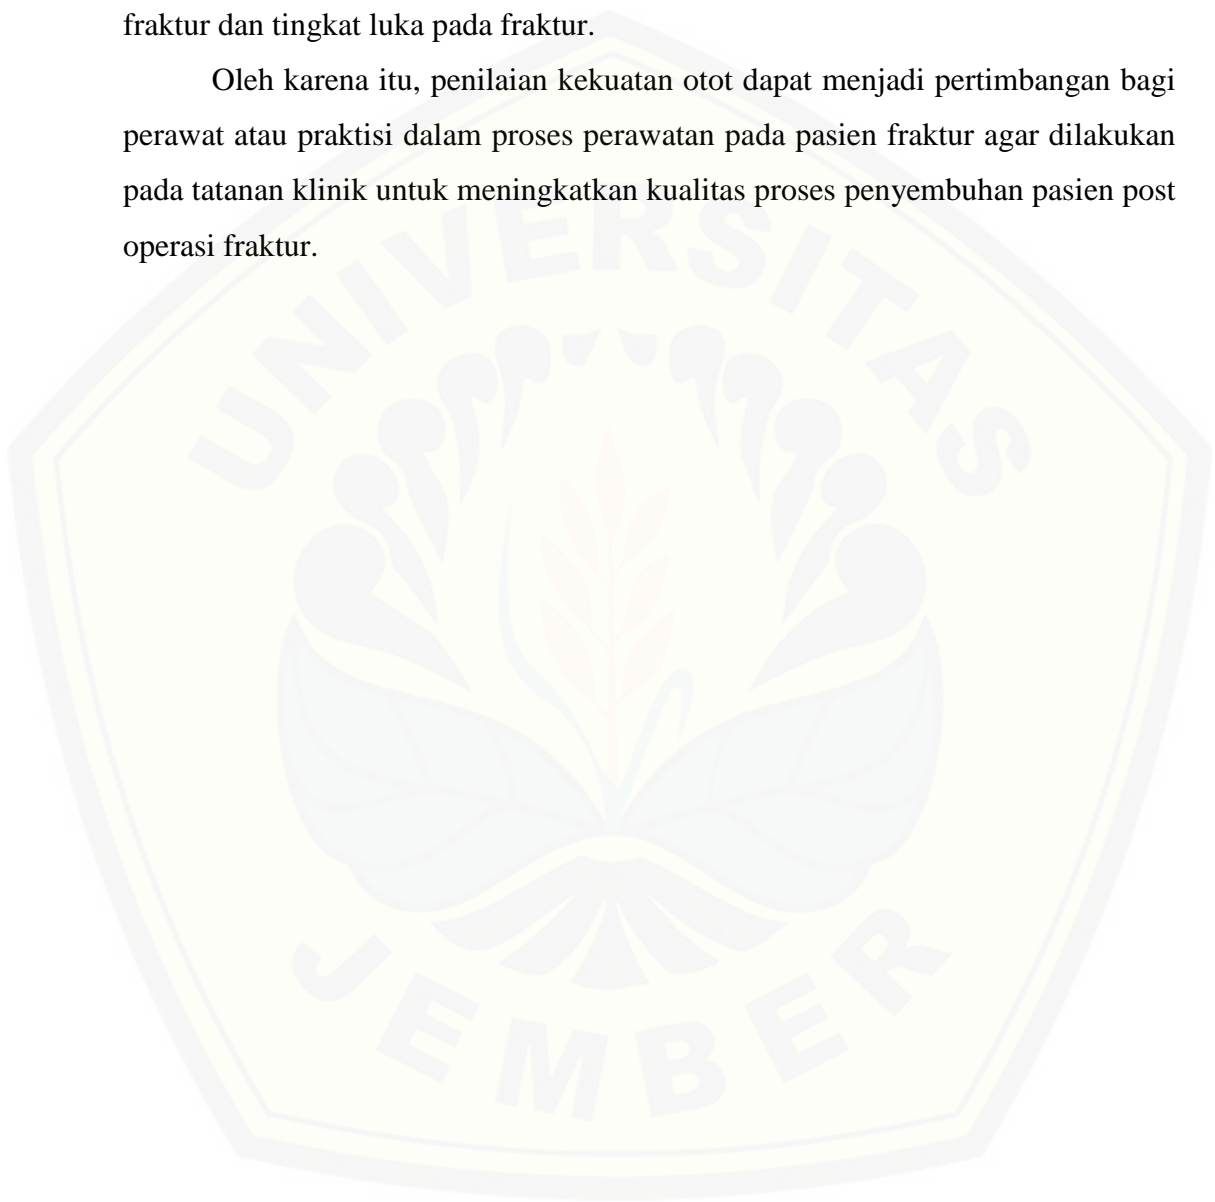 fraktur dan tingkat luka pada fraktur.
Oleh karena itu, penilaian kekuatan otot dapat menjadi pertimbangan bagi
perawat atau praktisi dalam proses perawatan pada pasien fraktur agar dilakukan
pada tatanan klinik untuk meningkatkan kualitas proses penyembuhan pasien post
operasi fraktur.
UNIVERSITAS
JEMBER